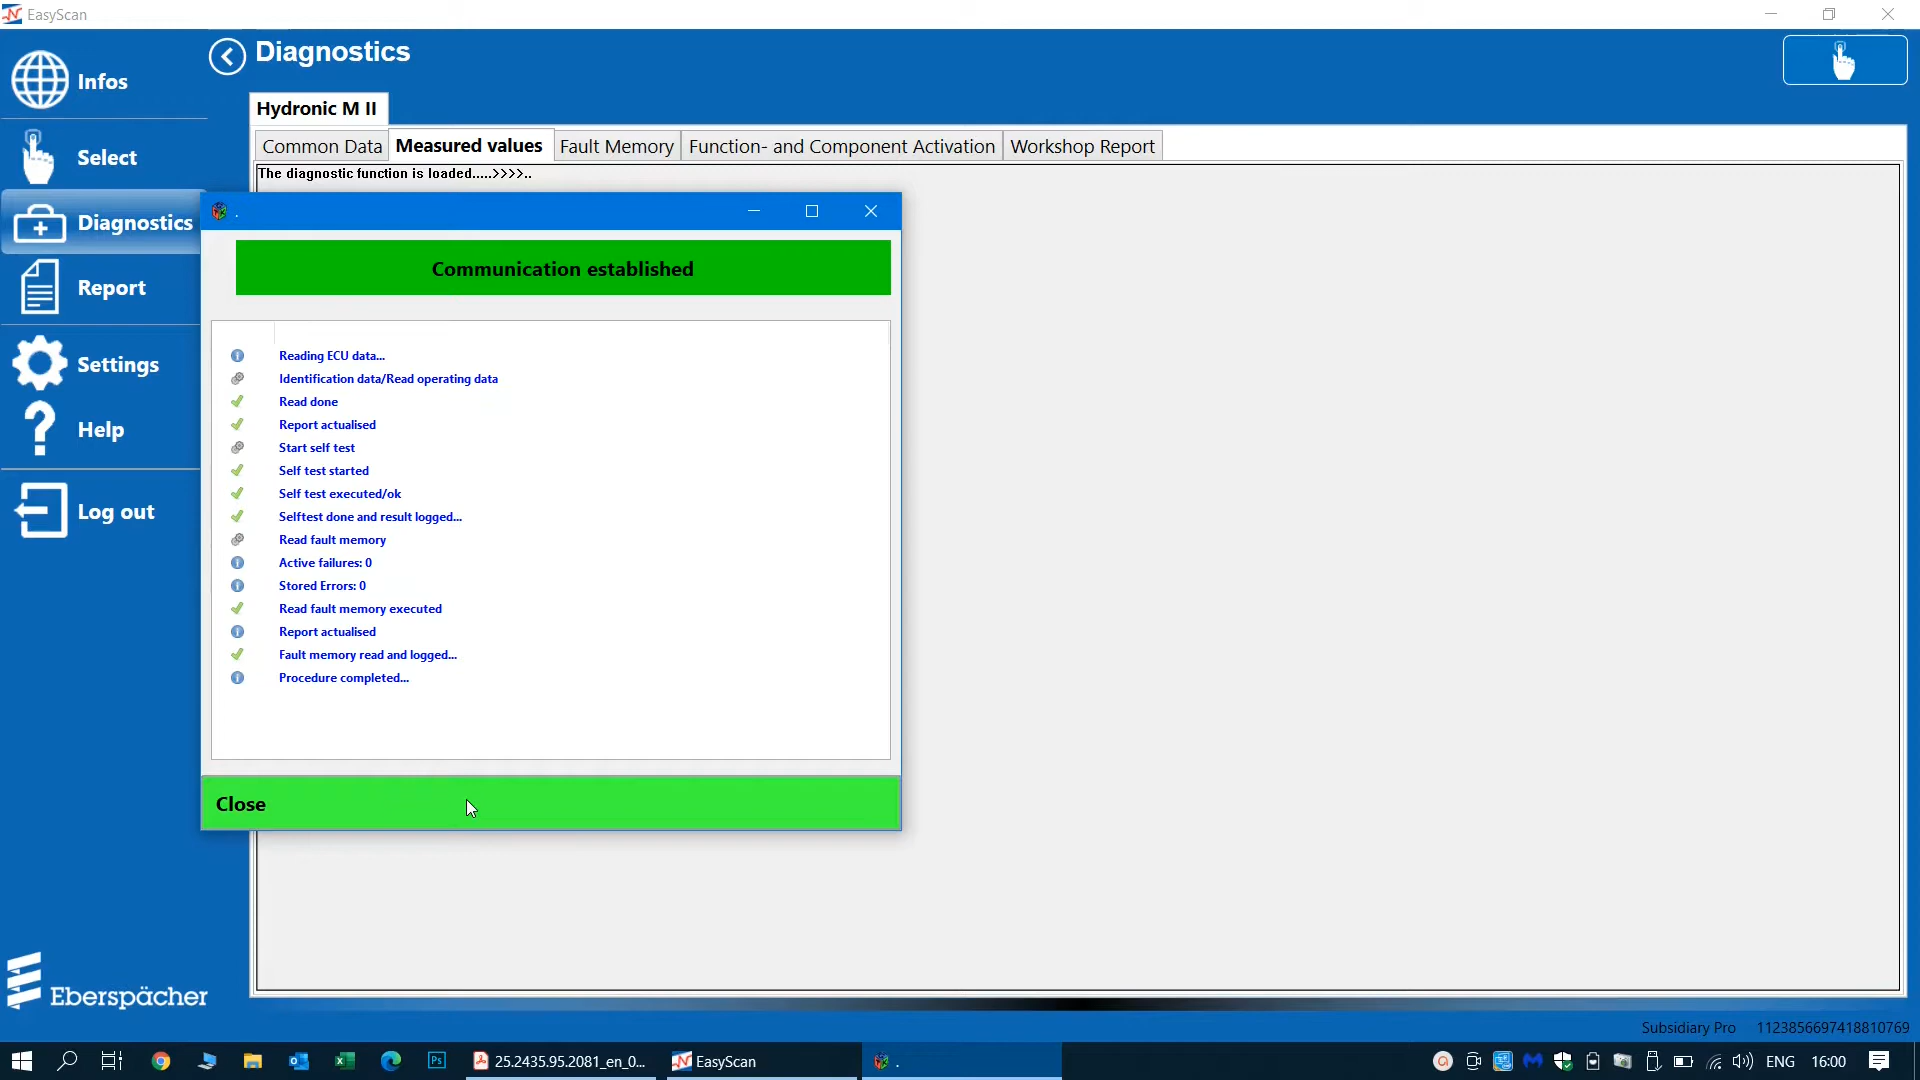 EasyScan
Infos
Diagnostics
Select
Hydronic M II
Common Data
Measured values
Fault Memory
Function- and Component Activation
Workshop Report
The diagnostic function is loaded.....>>>>..
Diagnostics
.
Communication established
Report
Settings
Help
Log out
Reading ECU data...
Identification data/Read operating data
Read done
Report actualised
Start self test
Self test started
Self test executed/ok
Selftest done and result logged...
Read fault memory
Active failures: 0
Stored Errors: 0
Read fault memory executed
Report actualised
Fault memory read and logged...
Procedure completed...
Close
Eberspächer
Subsidiary Pro 1123856697418810769
Ps
25.2435.95.2081_en_0...
EasyScan
.
ENG
16:00